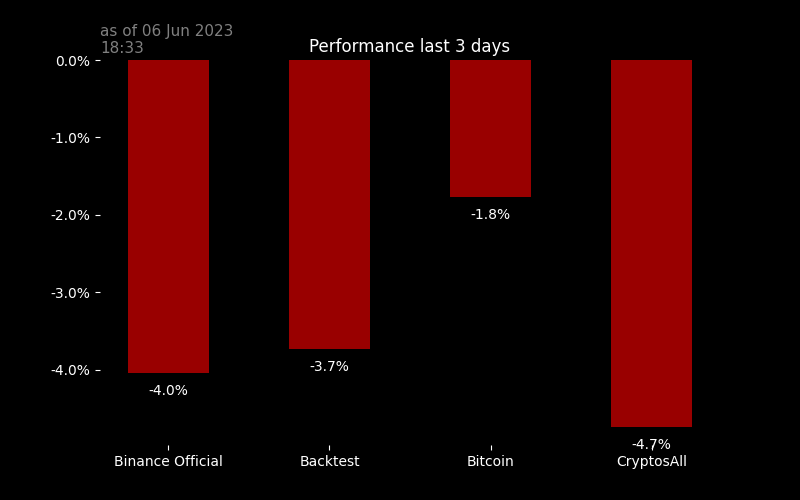 as of 06 Jun 2023
18:33
Performance last 3 days
0.0%
-1.0%
-2.0%
-3.0%
-4.0%
-4.0%
-3.7%
-1.8%
-4.7%
Binance Official
Backtest
Bitcoin
CryptosAll